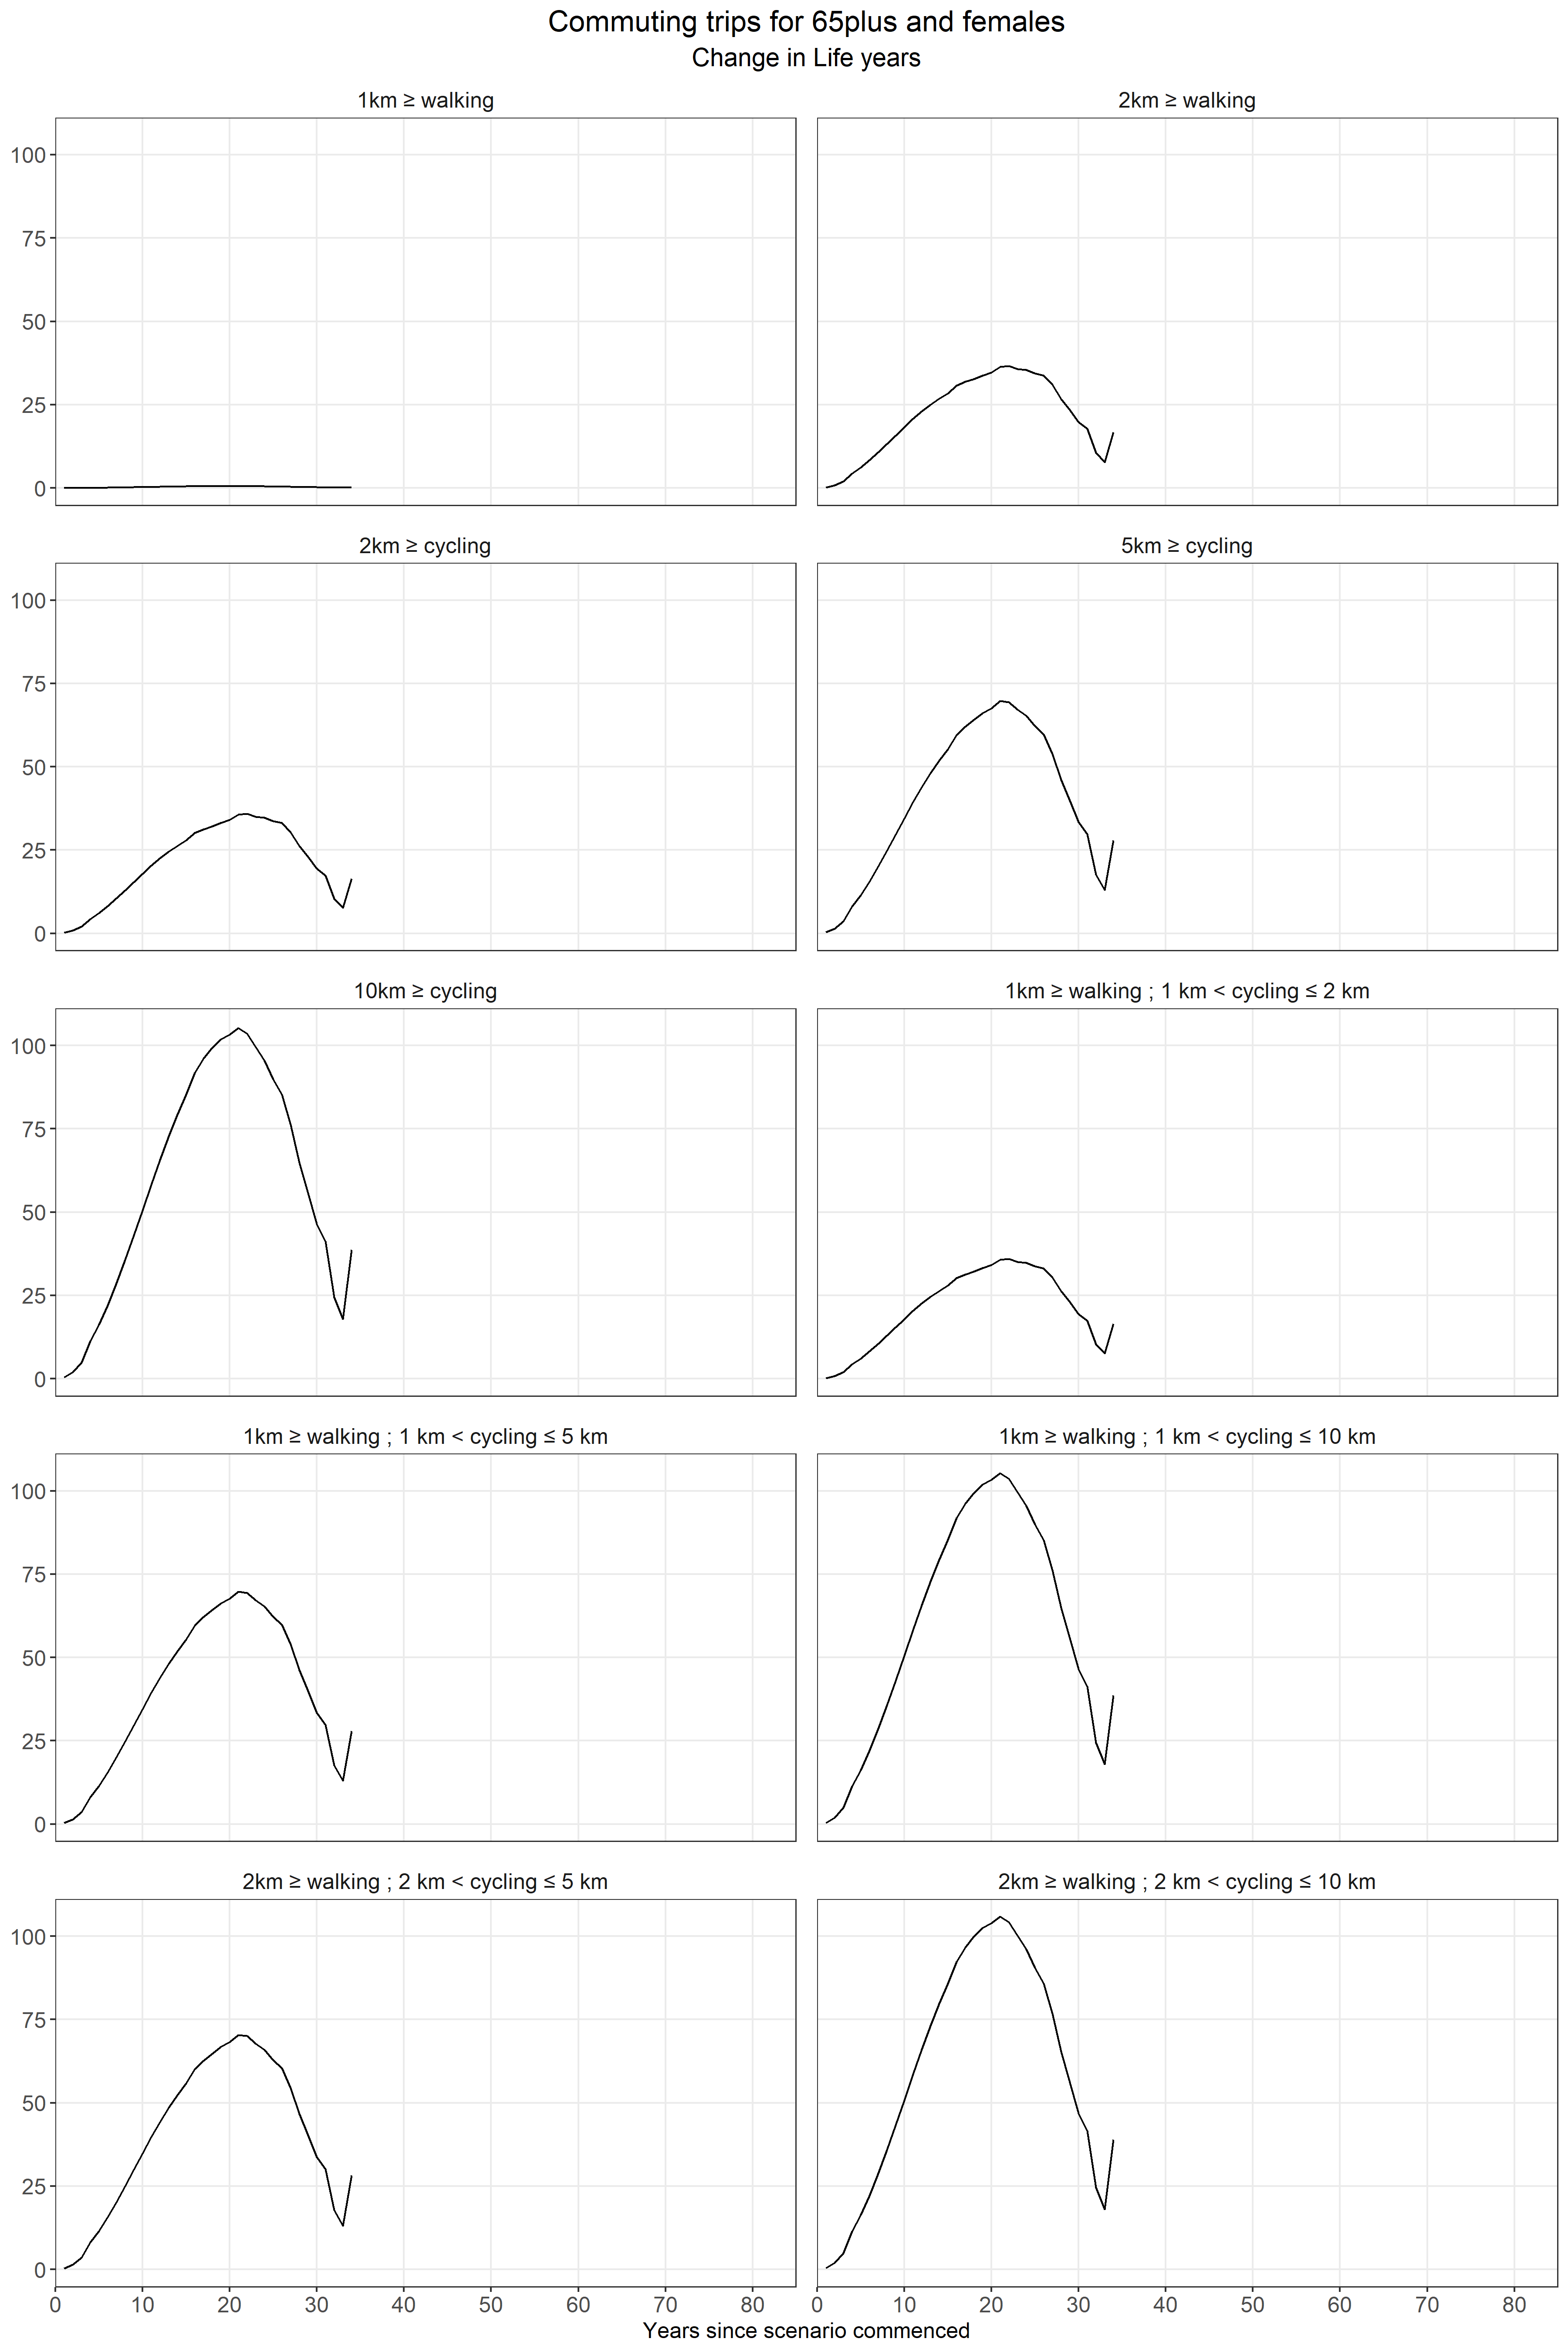 Commuting trips for 65plus and females
Change in Life years
1km ≥ walking
2km ≥ walking
100
75
50
25
0
2km ≥ cycling
5km ≥ cycling
100
75
50
25
0
10km ≥ cycling
1km ≥ walking ; 1 km < cycling ≤ 2 km
100
75
50
25
0
1km ≥ walking ; 1 km < cycling ≤ 5 km
1km ≥ walking ; 1 km < cycling ≤ 10 km
100
75
50
25
0
2km ≥ walking ; 2 km < cycling ≤ 5 km
2km ≥ walking ; 2 km < cycling ≤ 10 km
100
75
50
25
0
0 10 20 30 40 50 60 70 80
0 10 20 30 40 50 60 70 80
Years since scenario commenced